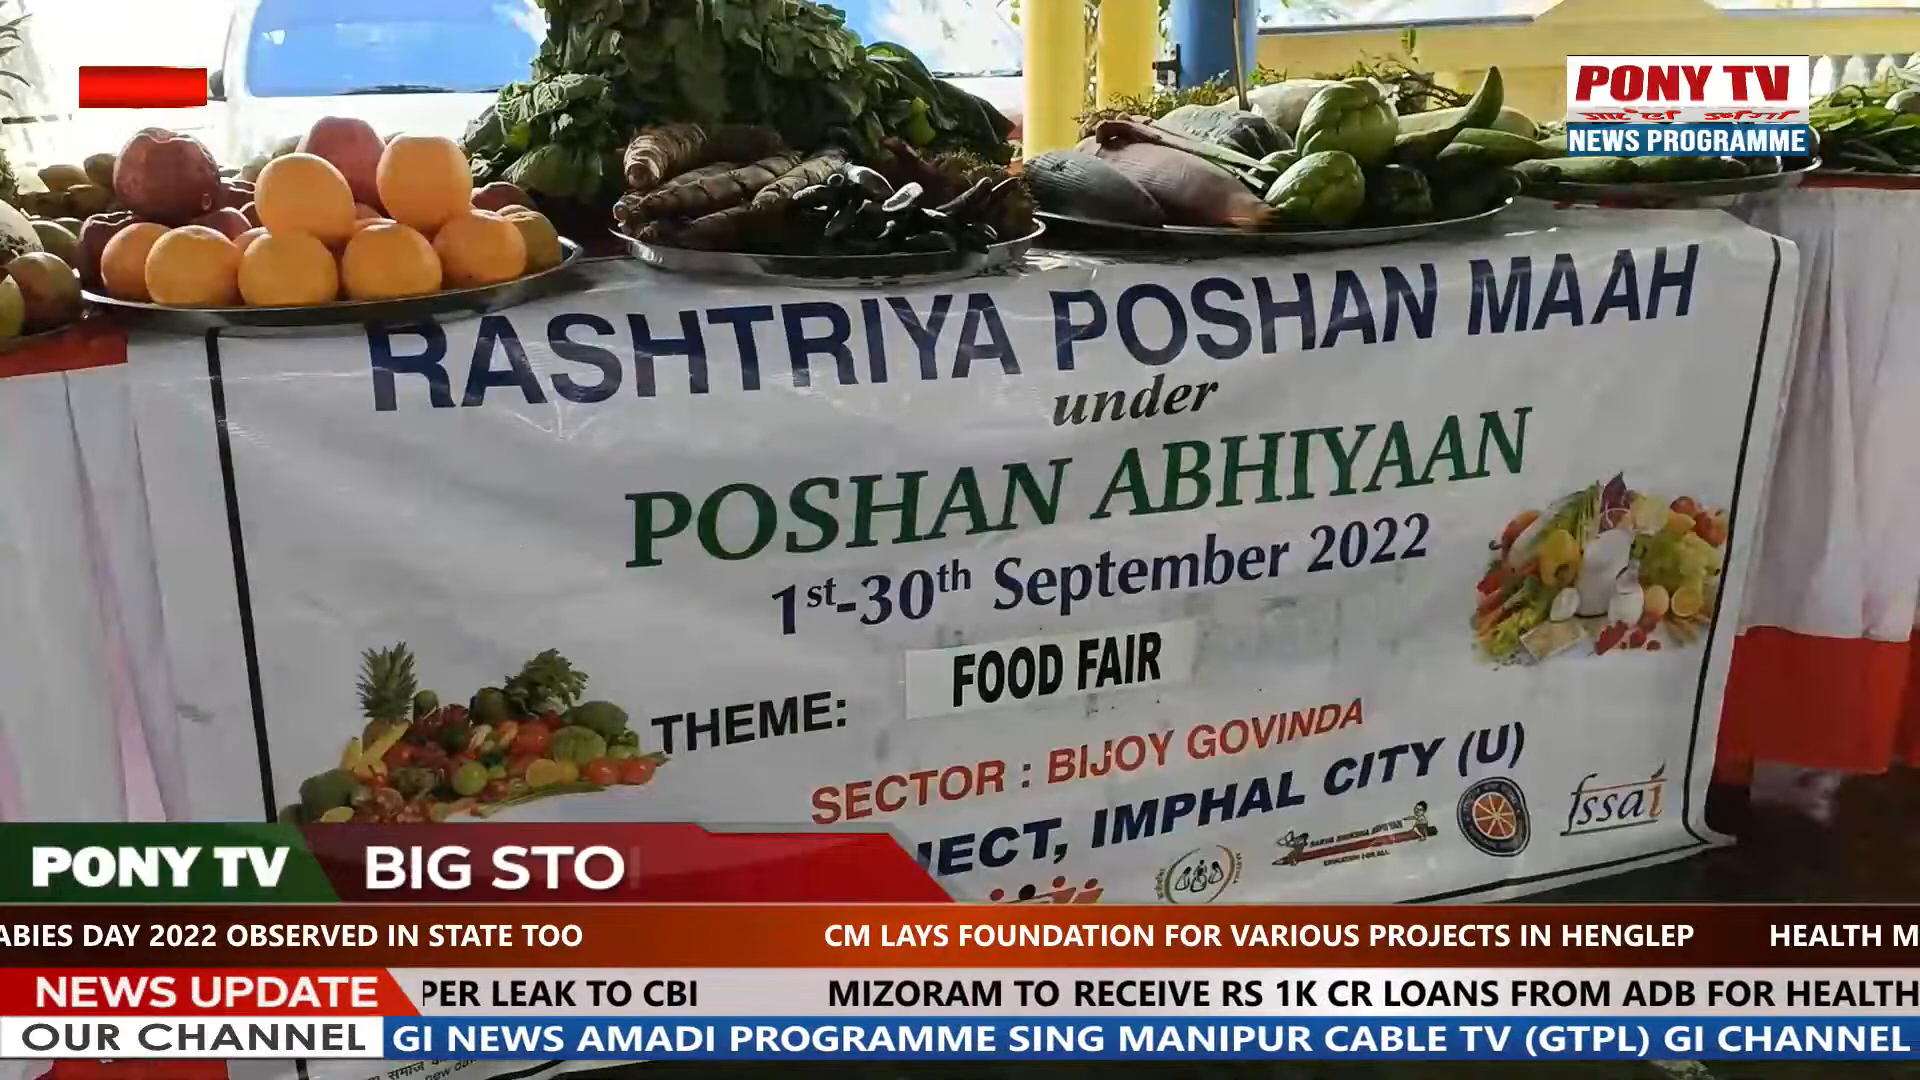 PONY TV
NEWS PROGRAMME
RASHTRIYA POSHAN MAAH
under
POSHAN ABHIYAAN
1st-30th September 2022
THEME: FOOD FAIR
SECTOR : BIJOY GOVINDA
JECT, IMPHAL CITY (U)
fssai
PONY TV BIG STO
ABIES DAY 2022 OBSERVED IN STATE TOO CM LAYS FOUNDATION FOR VARIOUS PROJECTS IN HENGLEP HEALTH M
NEWS UPDATE PER LEAK TO CBI MIZORAM TO RECEIVE RS 1K CR LOANS FROM ADB FOR HEALTH
OUR CHANNEL GI NEWS AMADI PROGRAMME SING MANIPUR CABLE TV (GTPL) GI CHANNEL